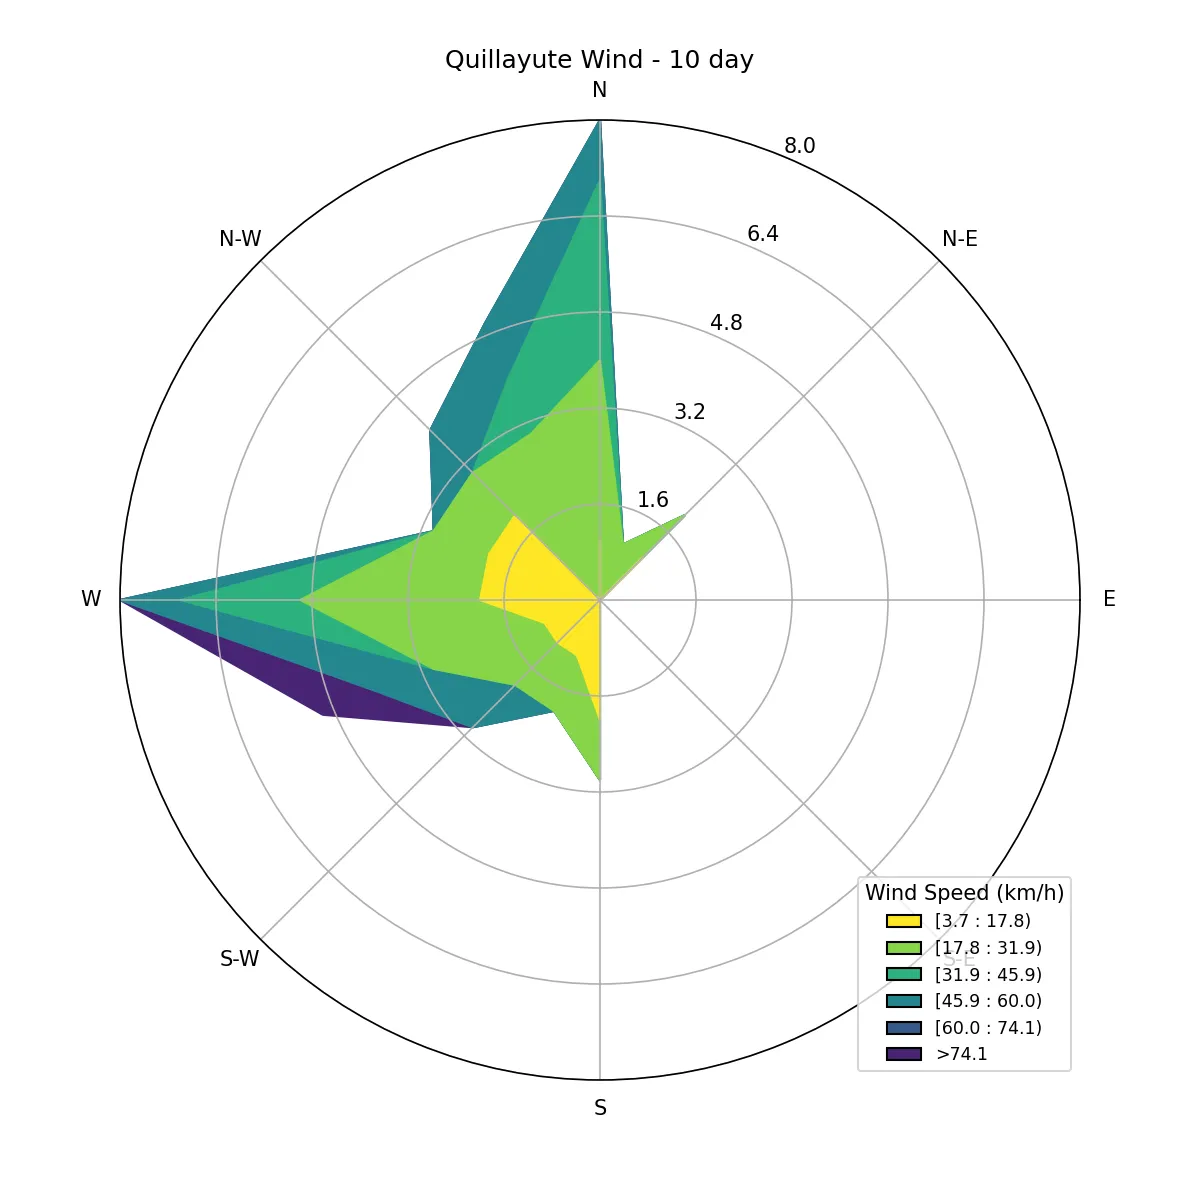 Quillayute Wind - 10 day
N
8.0
N-W
N-E
6.4
4.8
3.2
1.6
W
E
S-W
S-E
S
Wind Speed (km/h)
[3.7 : 17.8)
[17.8 : 31.9)
[31.9 : 45.9)
[45.9 : 60.0)
[60.0 : 74.1)
>74.1